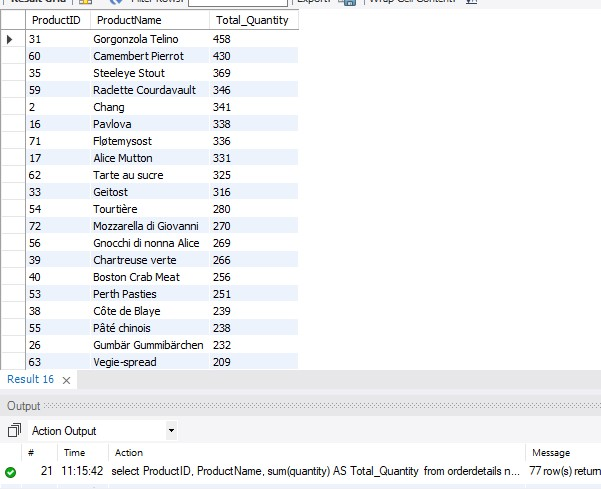 Result Grid Filter Rows: Export: Wrap Cell Content:
ProductID ProductName Total_Quantity
31 Gorgonzola Telino 458
60 Camembert Pierrot 430
35 Steeleye Stout 369
59 Raclette Courdavault 346
2 Chang 341
16 Pavlova 338
71 Fløtemysost 336
17 Alice Mutton 331
62 Tarte au sucre 325
33 Geitost 316
54 Tourtière 280
72 Mozzarella di Giovanni 270
56 Gnocchi di nonna Alice 269
39 Chartreuse verte 266
40 Boston Crab Meat 256
53 Perth Pasties 251
38 Côte de Blaye 239
55 Pâté chinois 238
26 Gumbär Gummibärchen 232
63 Vegie-spread 209
Result 16
Output
Action Output
# Time Action Message
21 11:15:42 select ProductID, ProductName, sum(quantity) AS Total_Quantity from orderdetails n... 77 row(s) return